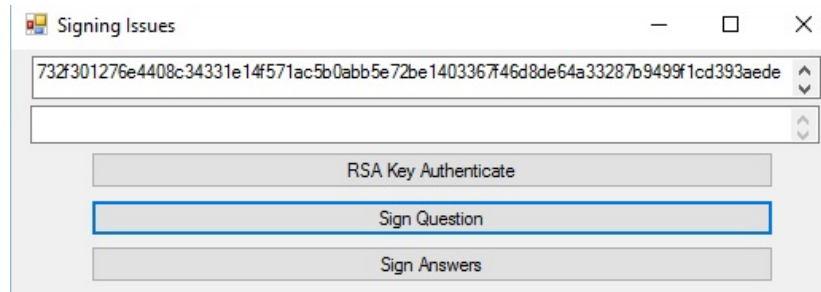 Signing Issues
732f301276e4408c34331e14f571ac5b0abb5e72be1403367f46d8de64a33287b9499f1cd393aede
RSA Key Authenticate
Sign Question
Sign Answers